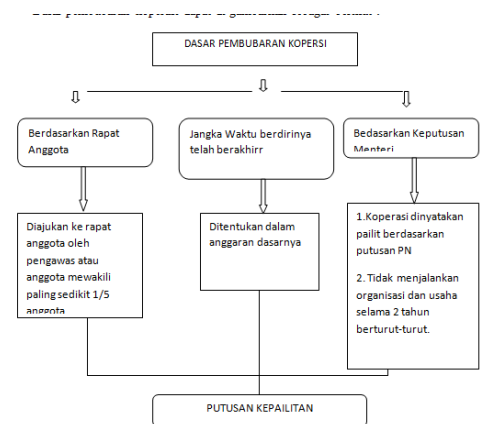 DASAR PEMBUBARAN KOPERSI
Berdasarkan Rapat
Anggota
Jangka Waktu berdirinya
telah berakhirr
Bedasarkan Keputusan
Menteri
Diajukan ke rapat
anggota oleh
pengawas atau
anggota mewakili
paling sedikit 1/5
anggota
Ditentukan dalam
anggaran dasarnya
1.Koperasi dinyatakan
pailit berdasarkan
putusan PN
2. Tidak menjalankan
organisasi dan usaha
selama 2 tahun
berturut-turut.
PUTUSAN KEPAILITAN